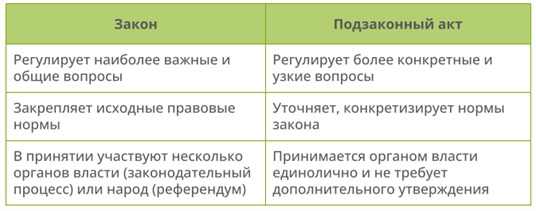 Закон
Подзаконный акт
Регулирует наиболее важные и
общие вопросы
Регулирует более конкретные и
узкие вопросы
Закрепляет исходные правовые
нормы
Уточняет, конкретизирует нормы
закона
В принятии участвуют несколько
органов власти (законодательный
процесс) или народ (референдум)
Принимается органом власти
единолично и не требует
дополнительного утверждения